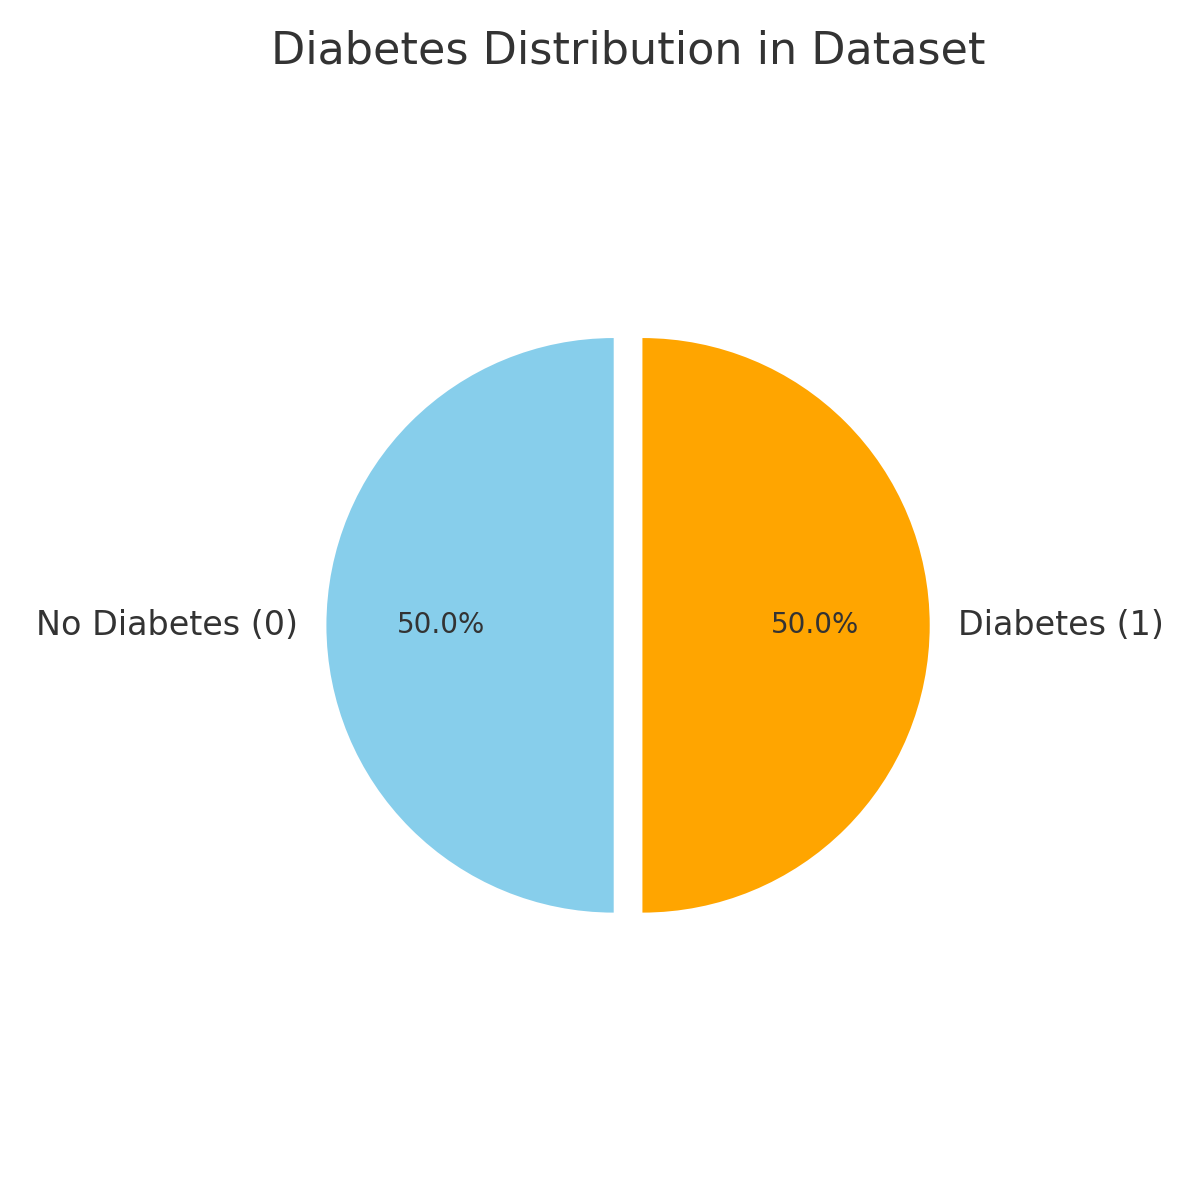 Diabetes Distribution in Dataset
No Diabetes (0)
50.0%
50.0%
Diabetes (1)